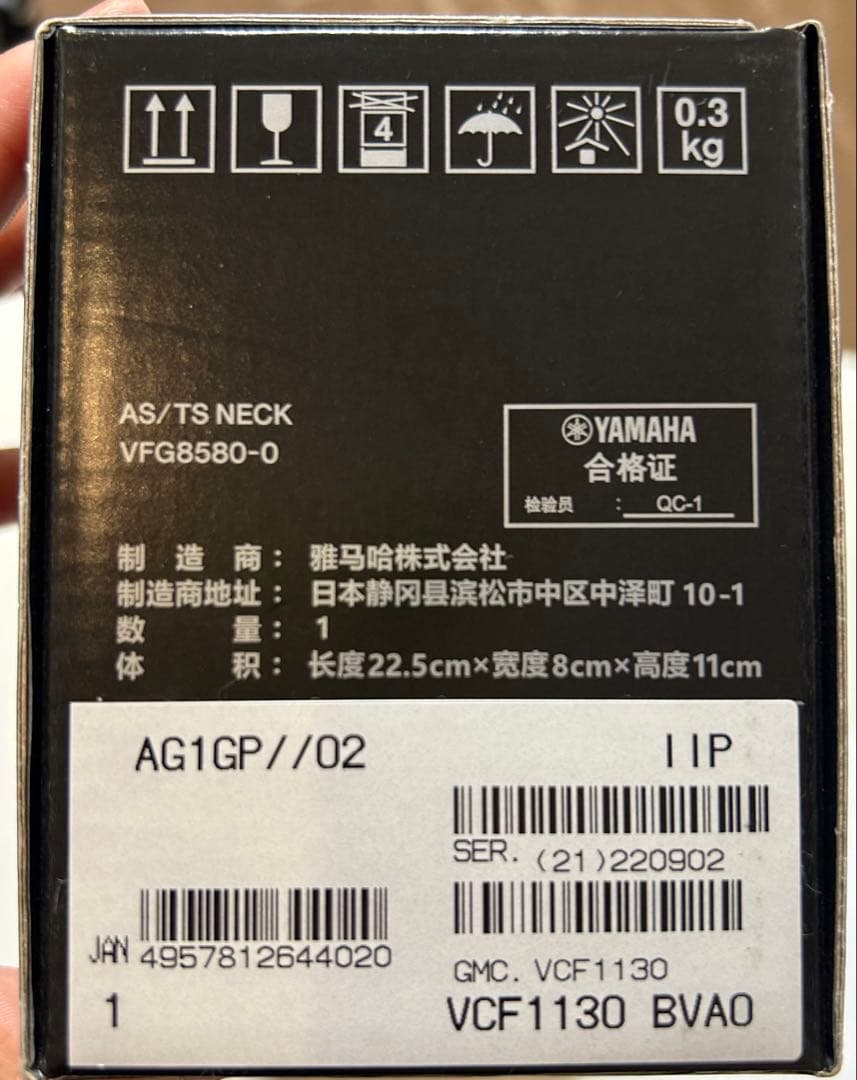 4
0.3
kg
AS/TS NECK
VFG8580-0
YAMAHA
合格证
检验员 : QC-1
制 造 商： 雅马哈株式会社
制造商地址： 日本静冈县滨松市中区中泽町 10-1
数 量： 1
体 积： 长度22.5cm×宽度8cm×高度11cm
AG1GP//02 IIP
SER. (21)220902
JAN 4957812644020
GMC. VCF1130
1 VCF1130 BVA0